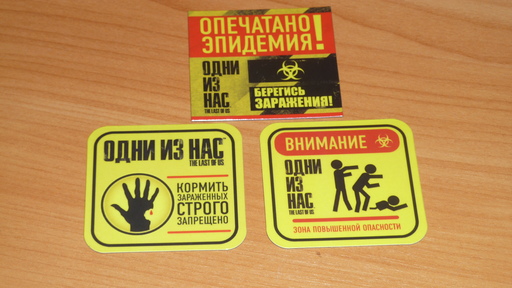 ОПЕЧАТАНО
ЭПИДЕМИЯ!
ОДНИ
ИЗ
НАС
THE LAST OF US
БЕРЕГИСЬ
ЗАРАЖЕНИЯ!
ОДНИ ИЗ НАС
THE LAST OF US
КОРМИТЬ
ЗАРАЖЕННЫХ
СТРОГО
ЗАПРЕЩЕНО
ВНИМАНИЕ
ОДНИ
ИЗ
НАС
THE LAST OF US
ЗОНА ПОВЫШЕННОЙ ОПАСНОСТИ